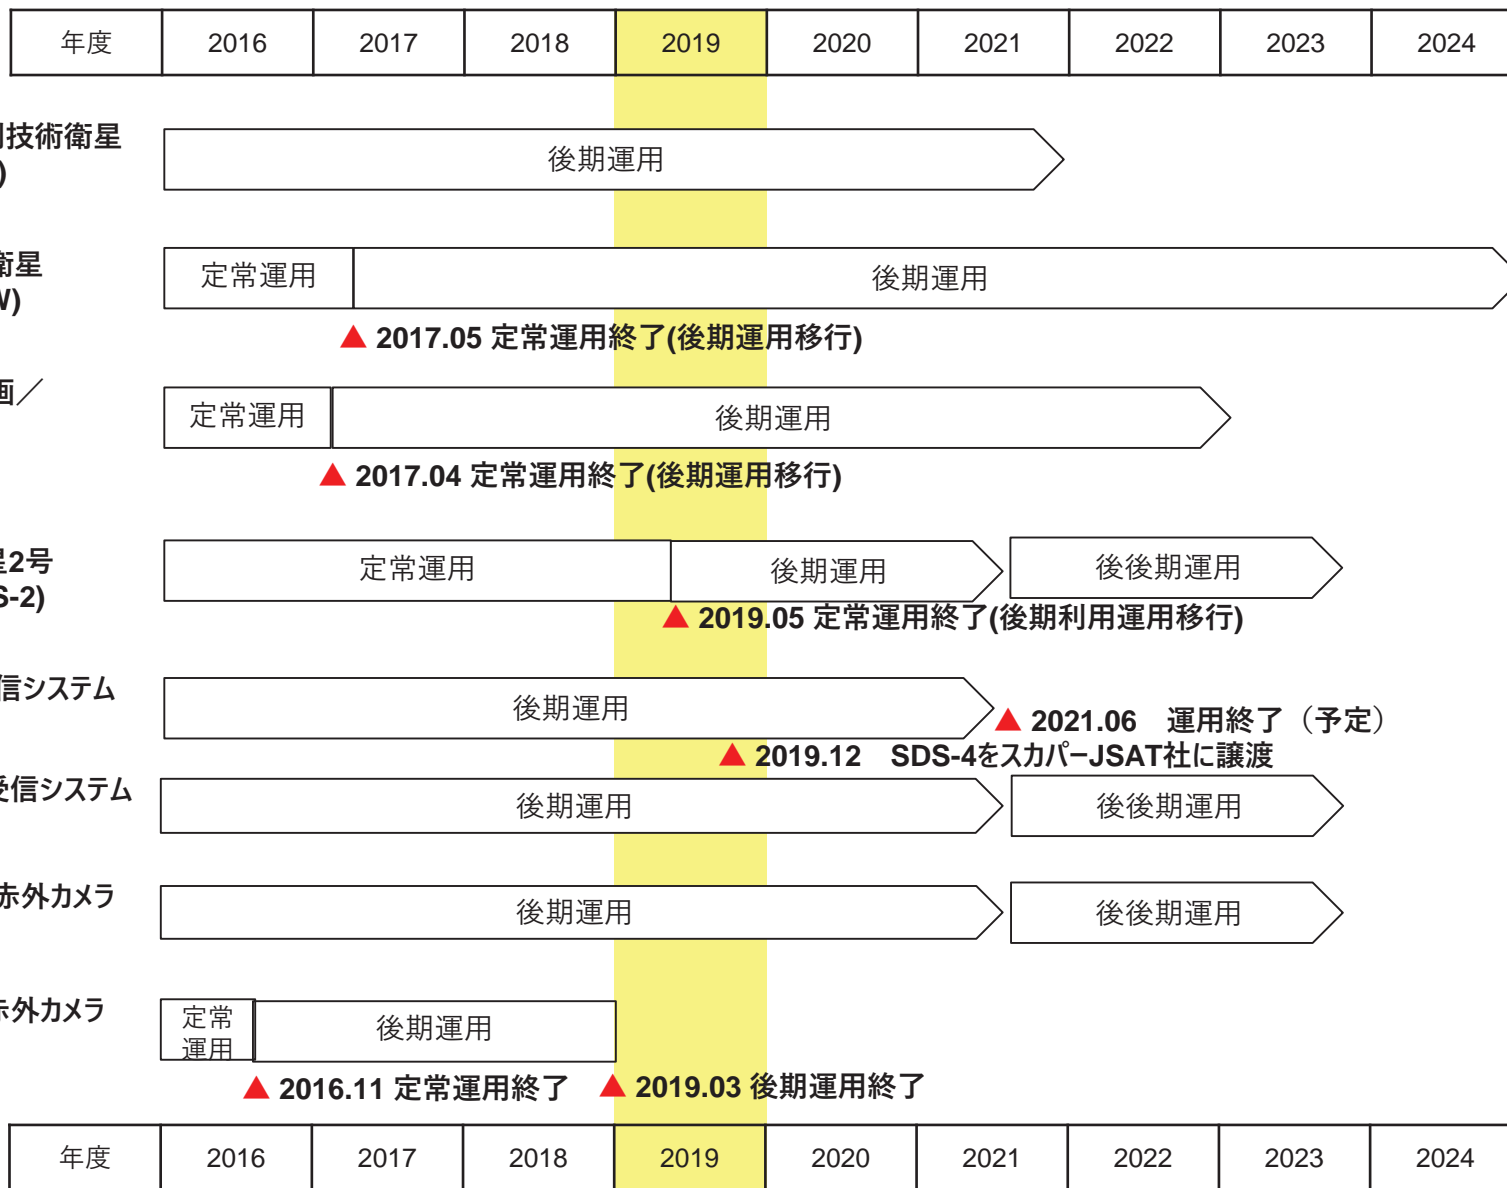 年度 2016 2017 2018 2019 2020 2021 2022 2023 2024
技術衛星
)
後期運用
衛星
W)
定常運用
後期運用
▲ 2017.05 定常運用終了(後期運用移行)
画／
定常運用
後期運用
▲ 2017.04 定常運用終了(後期運用移行)
星2号
S-2)
定常運用
後期運用
後後期運用
▲ 2019.05 定常運用終了(後期利用運用移行)
信システム
後期運用
▲ 2021.06 運用終了（予定）
▲ 2019.12 SDS-4をスカパーJSAT社に譲渡
受信システム
後期運用
後後期運用
赤外カメラ
後期運用
後後期運用
赤外カメラ
定常
運用
後期運用
▲ 2016.11 定常運用終了
▲ 2019.03 後期運用終了
年度 2016 2017 2018 2019 2020 2021 2022 2023 2024